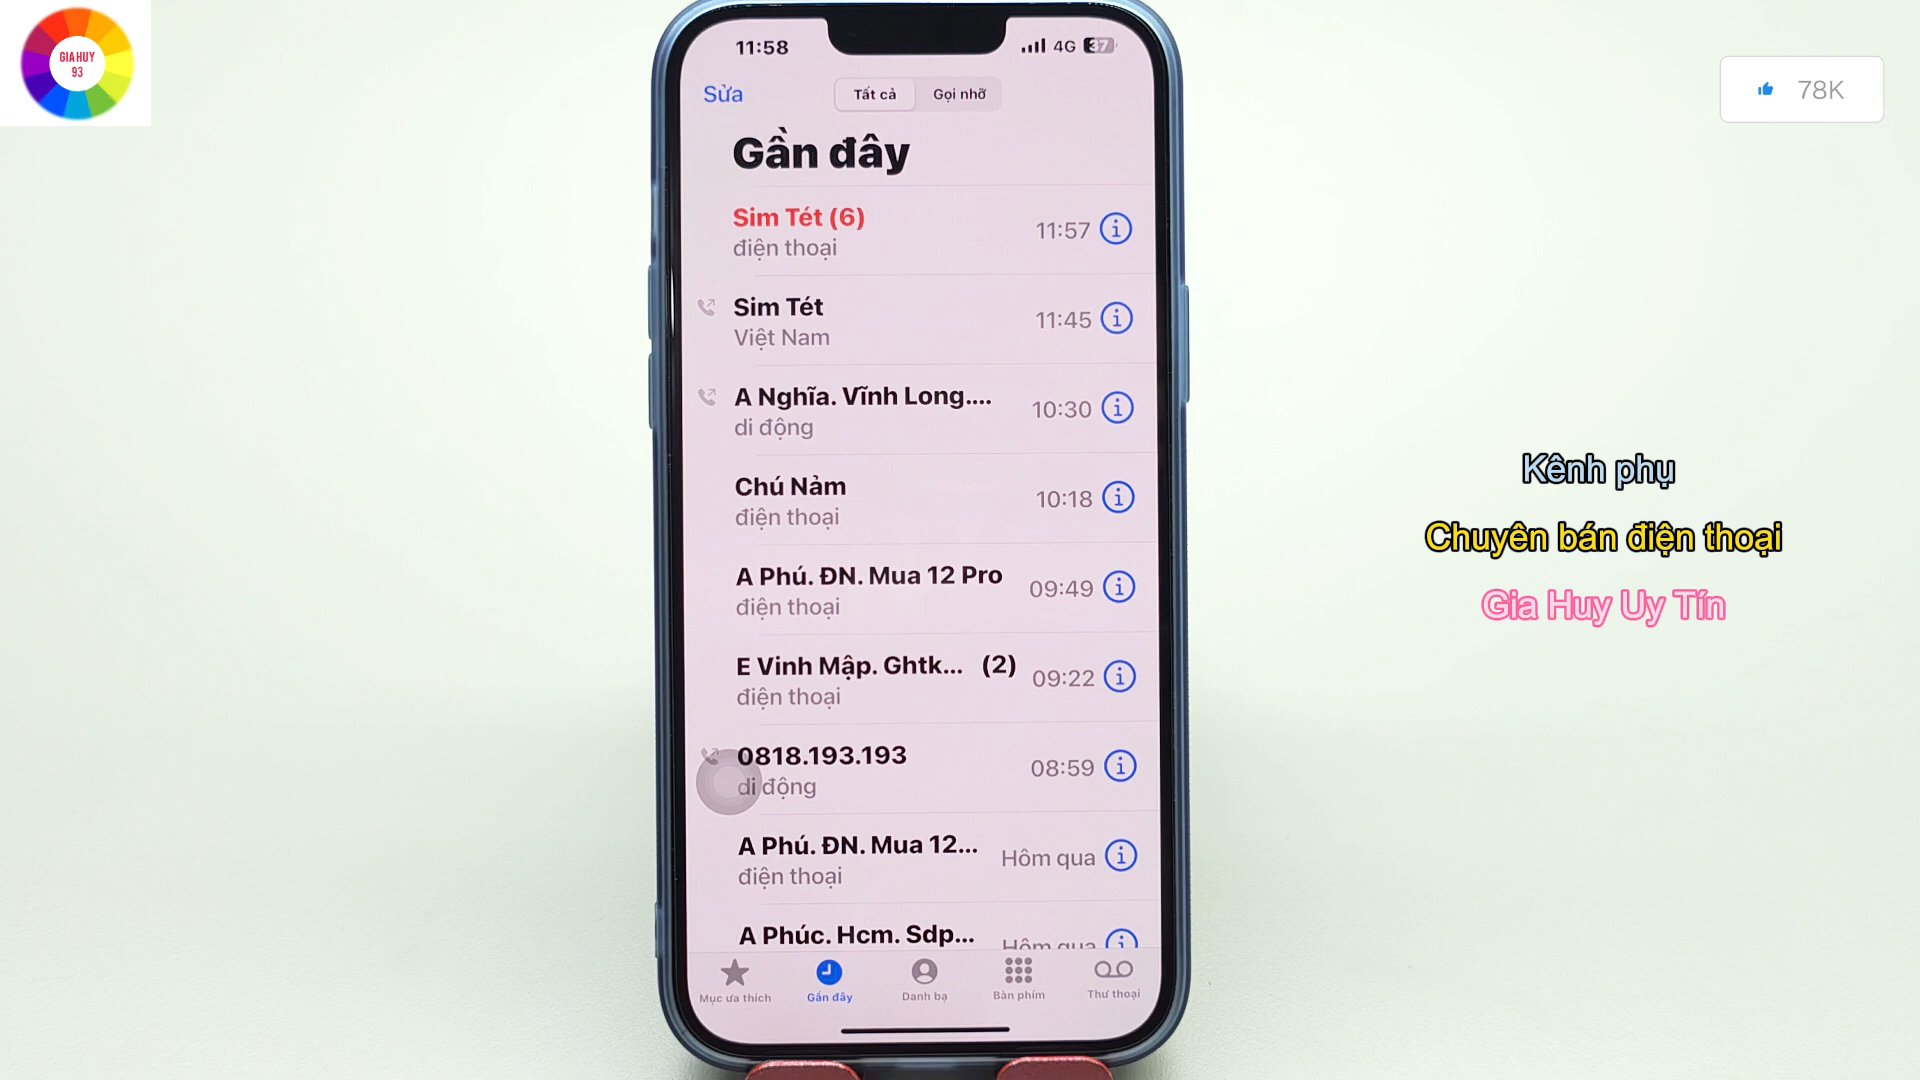 GIA HUY
93
11:58
4G
37
Sửa
Tất cả
Gọi nhỡ
Gần đây
Sim Tét (6)
điện thoại
11:57
Sim Tét
Việt Nam
11:45
A Nghĩa. Vĩnh Long....
di động
10:30
Chú Nảm
điện thoại
10:18
A Phú. ĐN. Mua 12 Pro
điện thoại
09:49
E Vinh Mập. Ghtk... (2)
điện thoại
09:22
0818.193.193
di động
08:59
A Phú. ĐN. Mua 12...
điện thoại
Hôm qua
A Phúc. Hcm. Sdp...
Hôm qua
Mục ưa thích
Gần đây
Danh bạ
Bàn phím
Thư thoại
78K
Kênh phụ
Chuyên bán điện thoại
Gia Huy Uy Tín